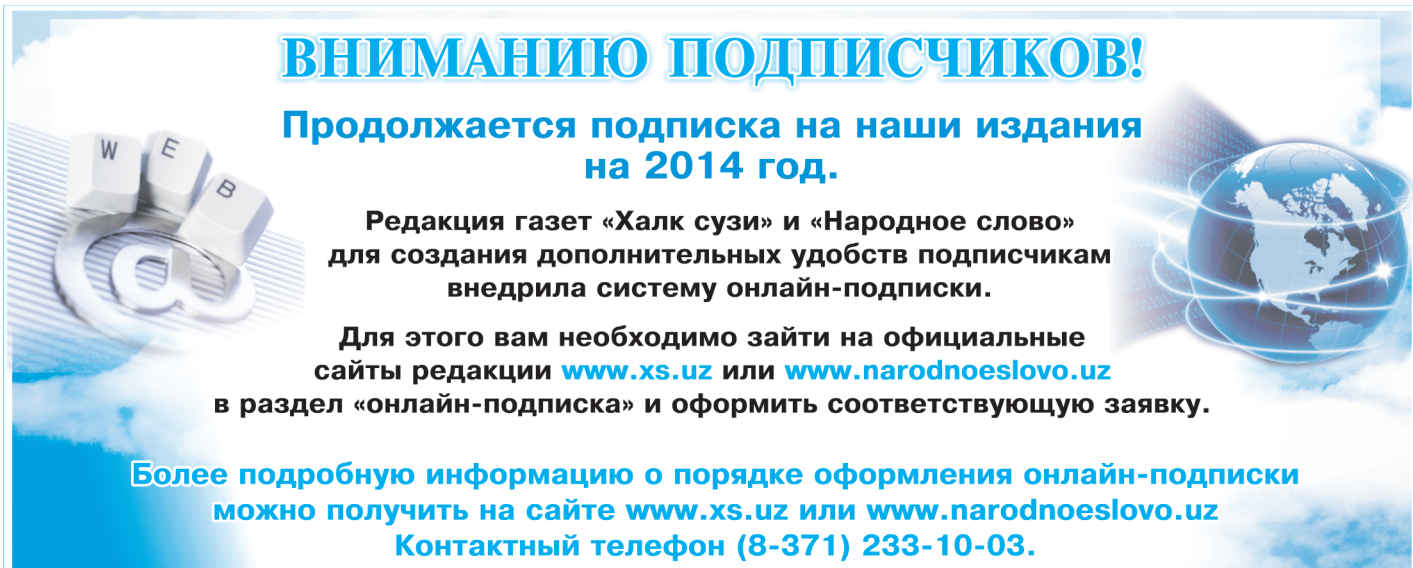 ВНИМАНИЮ ПОДПИСЧИКОВ!
Продолжается подписка на наши издания
на 2014 год.
W E B
@
Редакция газет «Халк сузи» и «Народное слово»
для создания дополнительных удобств подписчикам
внедрила систему онлайн-подписки.
Для этого вам необходимо зайти на официальные
сайты редакции www.xs.uz или www.narodnoeslovo.uz
в раздел «онлайн-подписка» и оформить соответствующую заявку.
Более подробную информацию о порядке оформления онлайн-подписки
можно получить на сайте www.xs.uz или www.narodnoeslovo.uz
Контактный телефон (8-371) 233-10-03.